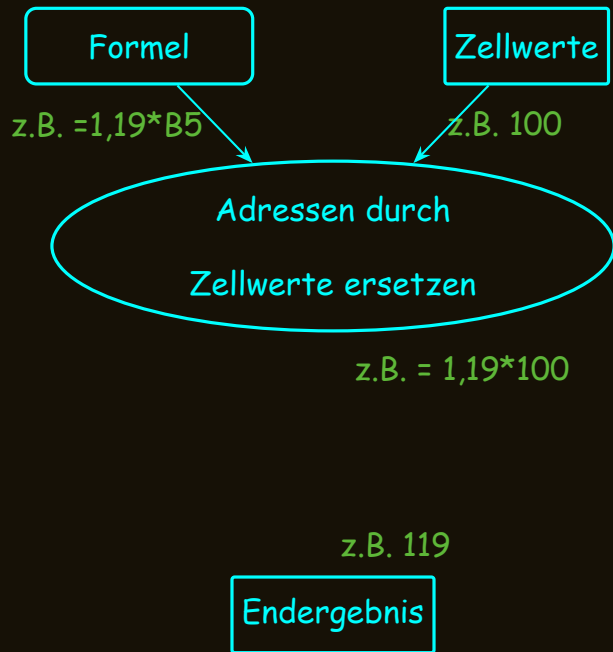 Formel
Zellwerte
z.B. =1,19*B5
z.B. 100
Adressen durch
Zellwerte ersetzen
z.B. = 1,19*100
z.B. 119
Endergebnis